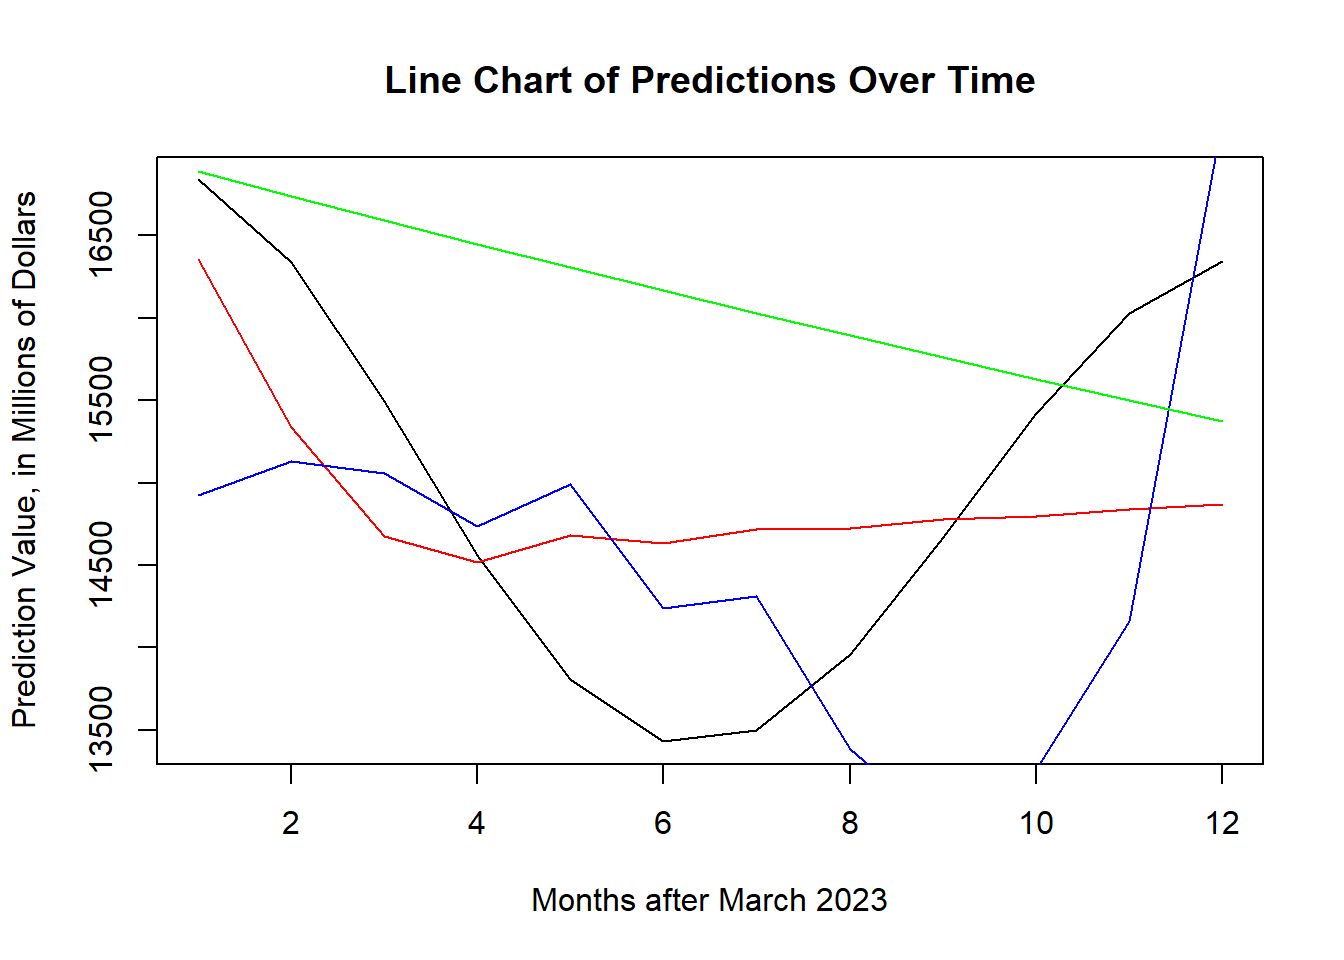 Line Chart of Predictions Over Time
Prediction Value, in Millions of Dollars
16500
15500
14500
13500
2 4 6 8 10 12
Months after March 2023